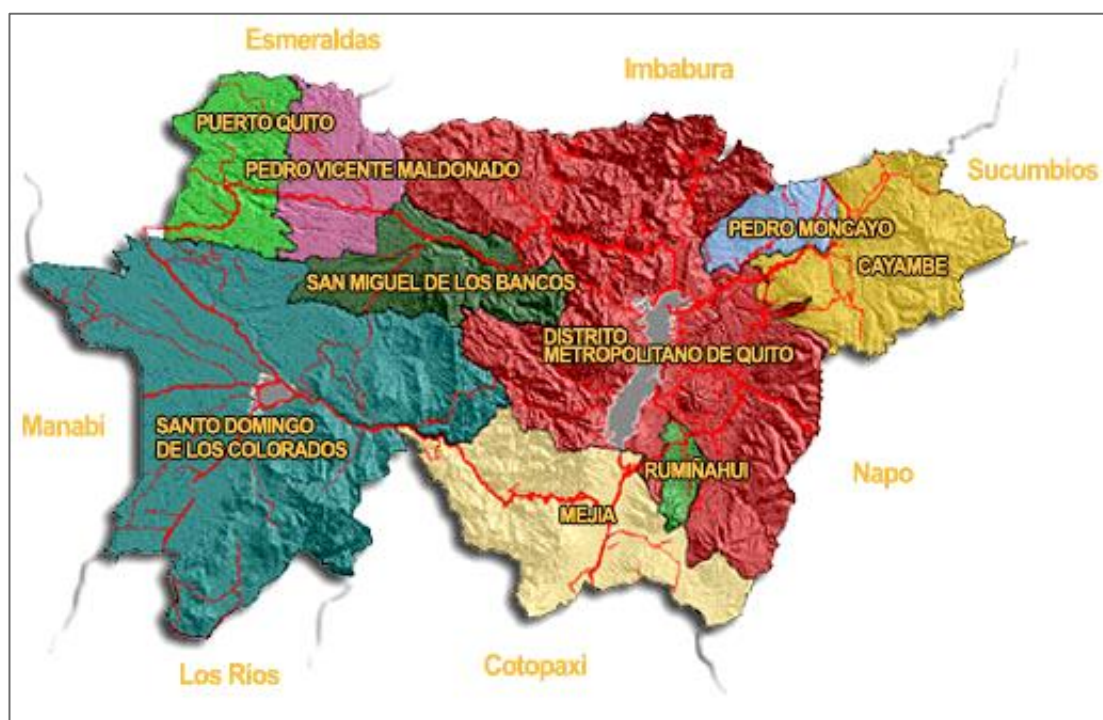 Esmeraldas
Imbabura
PUERTO QUITO
PEDRO VICENTE MALDONADO
Sucumbios
PEDRO MONCAYO
CAYAMBE
SAN MIGUEL DE LOS BANCOS
DISTRITO
METROPOLITANO DE QUITO
Manabí
SANTO DOMINGO
DE LOS COLORADOS
RUMIÑAHUI
Napo
MEJIA
Los Ríos
Cotopaxi